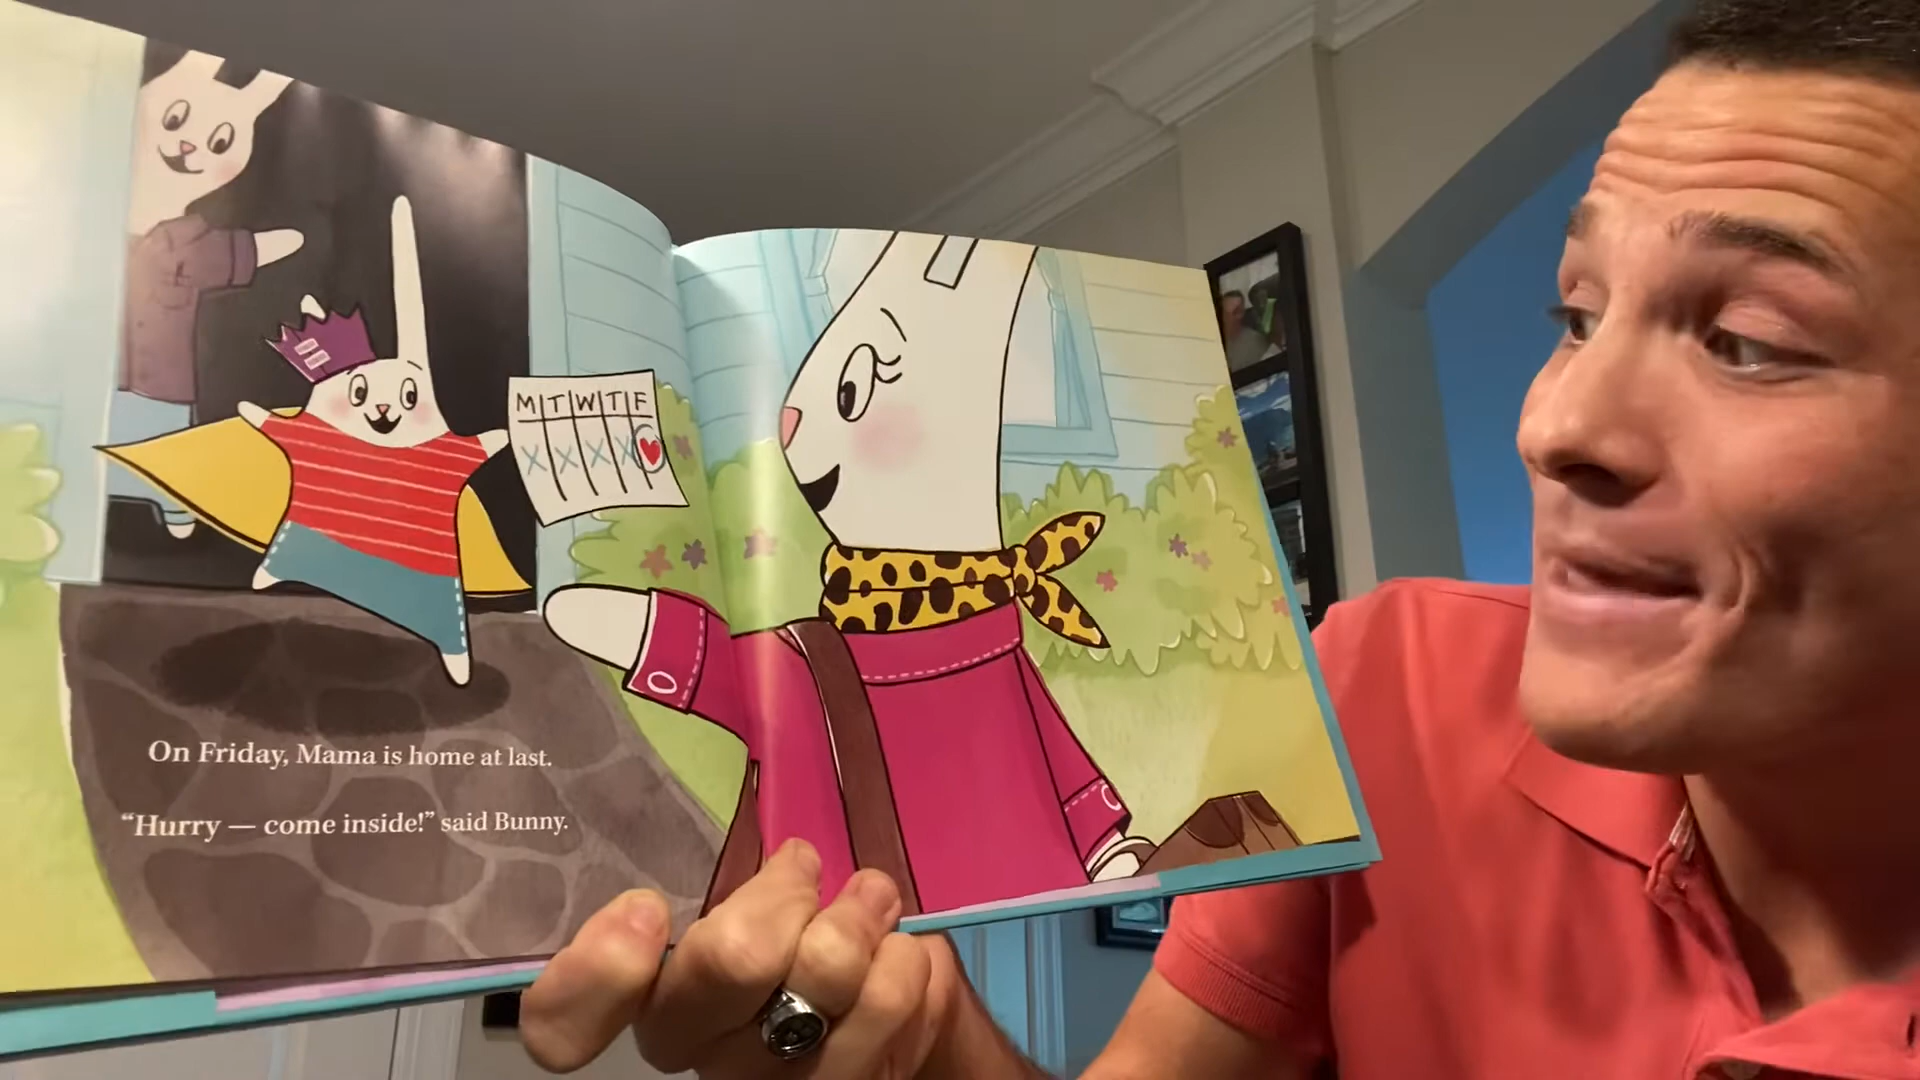 M T W T F
X X X X
On Friday, Mama is home at last.
“Hurry — come inside!” said Bunny.